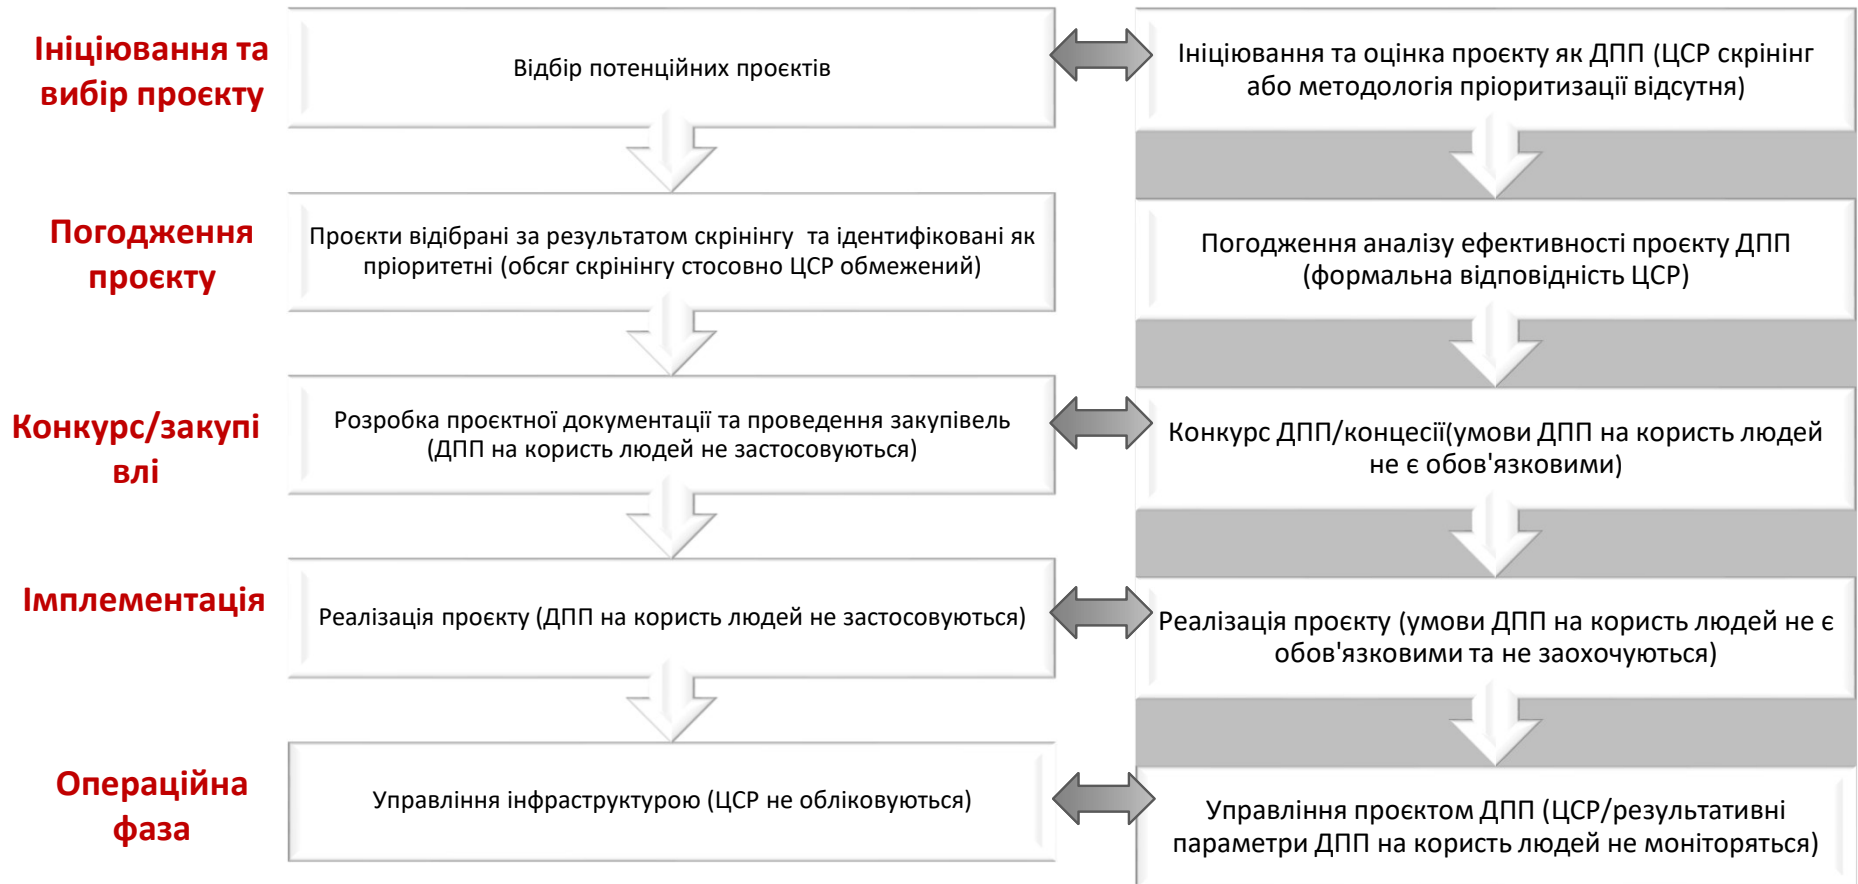 Ініціювання та
вибір проєкту
Відбір потенційних проєктів
Ініціювання та оцінка проєкту як ДПП (ЦСР скрінінг
або методологія пріоритизації відсутня)
Погодження
проєкту
Проєкти відібрані за результатом скрінінгу та ідентифіковані як
пріоритетні (обсяг скрінінгу стосовно ЦСР обмежений)
Погодження аналізу ефективності проєкту ДПП
(формальна відповідність ЦСР)
Конкурс/закупі
влі
Розробка проєктної документації та проведення закупівель
(ДПП на користь людей не застосовуються)
Конкурс ДПП/концесії(умови ДПП на користь людей
не є обов'язковими)
Імплементація
Реалізація проєкту (ДПП на користь людей не застосовуються)
Реалізація проєкту (умови ДПП на користь людей не є
обов'язковими та не заохочуються)
Операційна
фаза
Управління інфраструктурою (ЦСР не обліковуються)
Управління проєктом ДПП (ЦСР/результативні
параметри ДПП на користь людей не моніторяться)